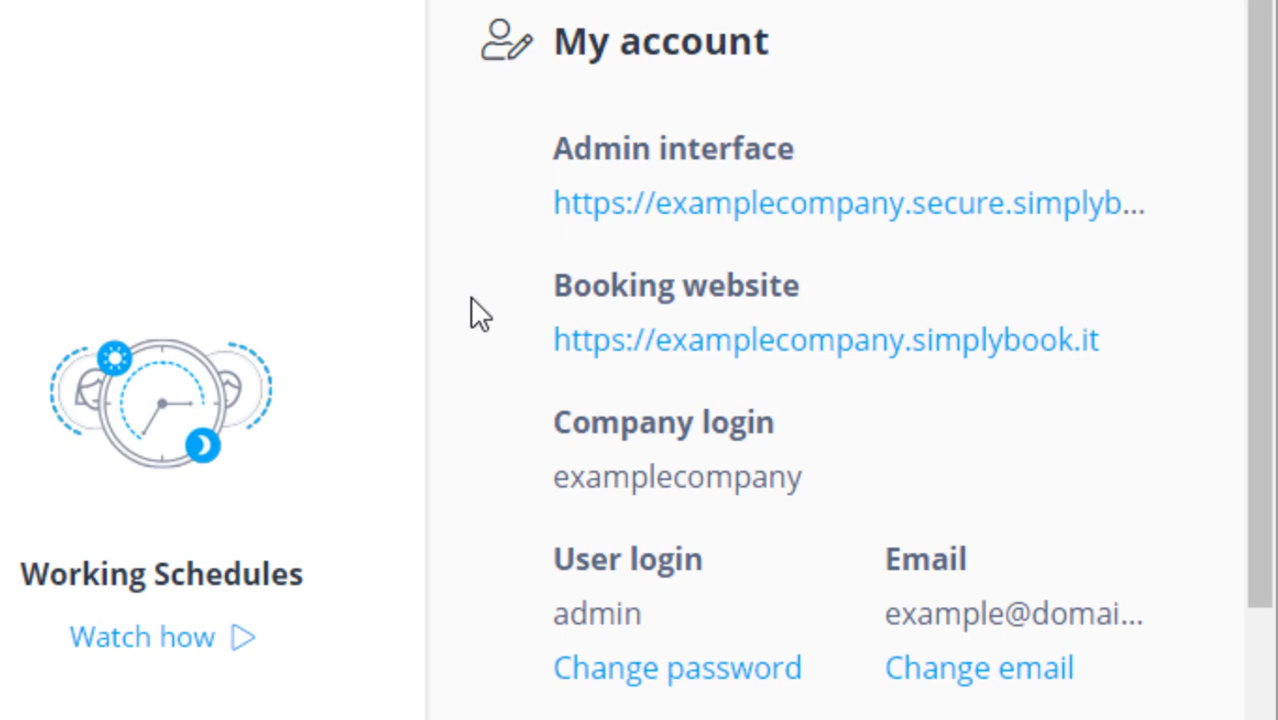 My account
Admin interface
https://examplecompany.secure.simplyb...
Booking website
https://examplecompany.simplybook.it
Company login
examplecompany
User login
Email
admin
example@domai...
Change password
Change email
Working Schedules
Watch how